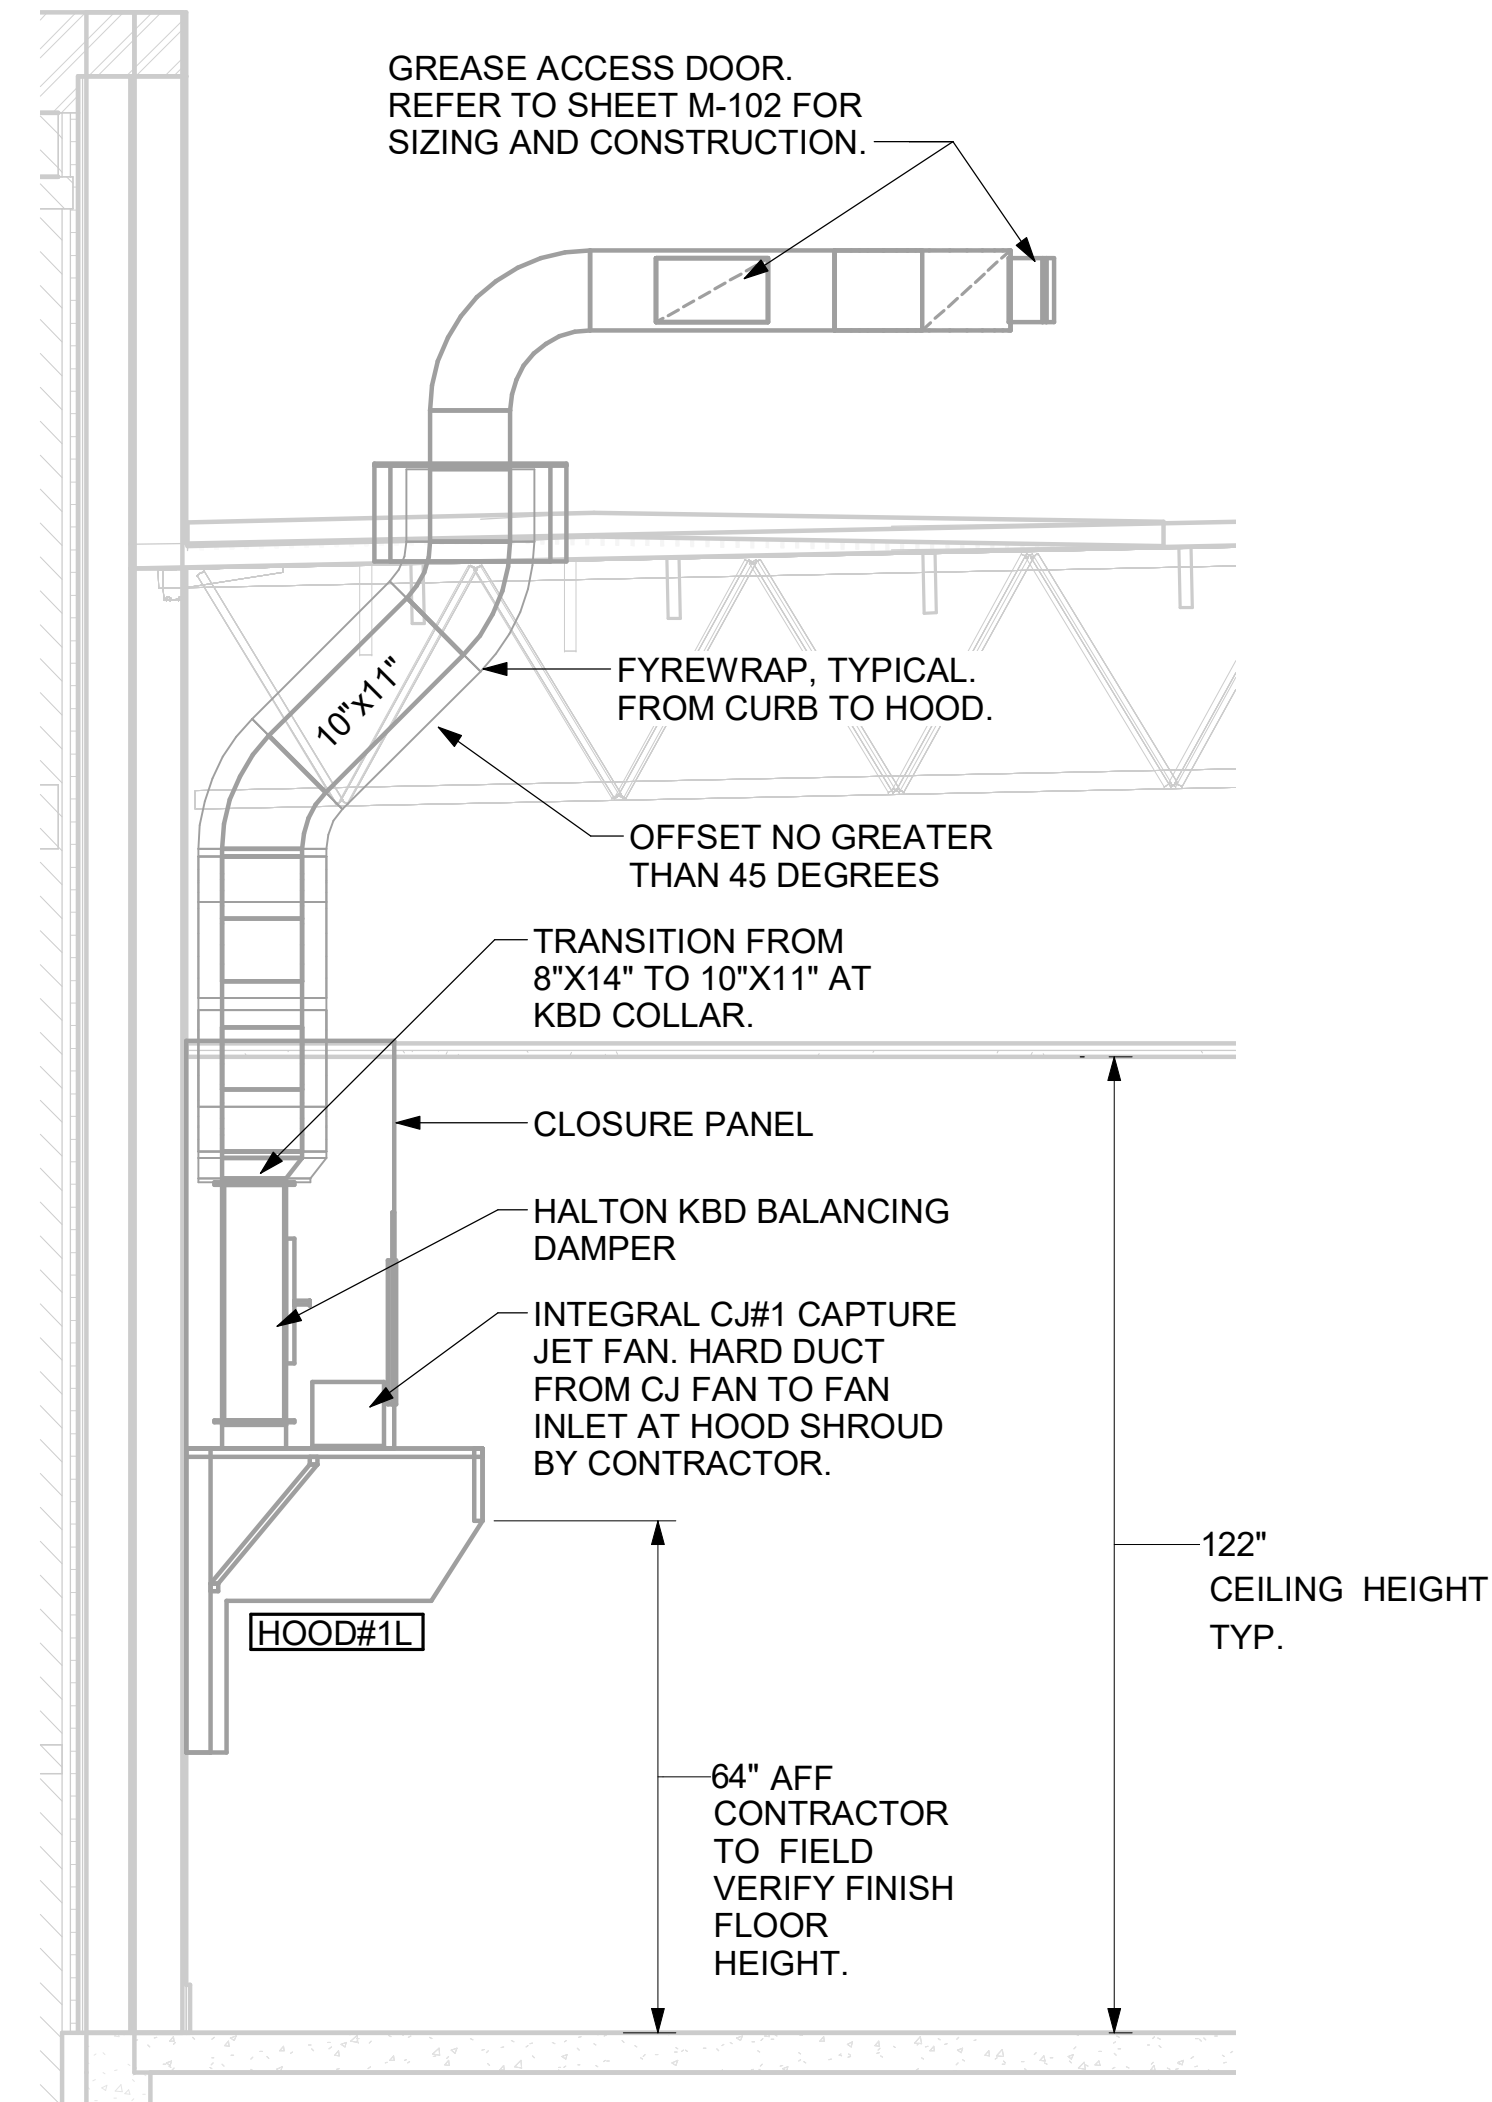 GREASE ACCESS DOOR.
REFER TO SHEET M-102 FOR
SIZING AND CONSTRUCTION.
10"x11"
FYREWRAP, TYPICAL.
FROM CURB TO HOOD.
OFFSET NO GREATER
THAN 45 DEGREES
TRANSITION FROM
8"X14" TO 10"X11" AT
KBD COLLAR.
CLOSURE PANEL
HALTON KBD BALANCING
DAMPER
INTEGRAL CJ#1 CAPTURE
JET FAN. HARD DUCT
FROM CJ FAN TO FAN
INLET AT HOOD SHROUD
BY CONTRACTOR.
122"
CEILING HEIGHT
TYP.
HOOD#1L
64" AFF
CONTRACTOR
TO FIELD
VERIFY FINISH
FLOOR
HEIGHT.